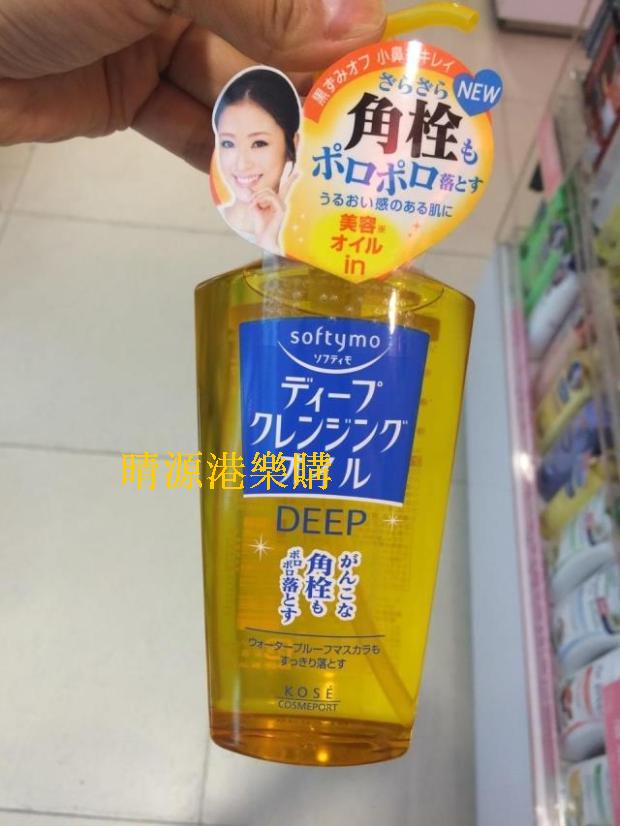 黒ずみオフ 小鼻キレイ
NEW
さらさら
角栓も
ポロポロ落とす
うるおい感のある肌に
美容※
オイル
in
softymo
ソフティモ
ディープ
クレンジング
オイル
晴源港樂購
DEEP
がんこな
角栓も
ポロポロ落とす
ウォータープルーフマスカラも
すっきり落とす
KOSÉ
COSMEPORT